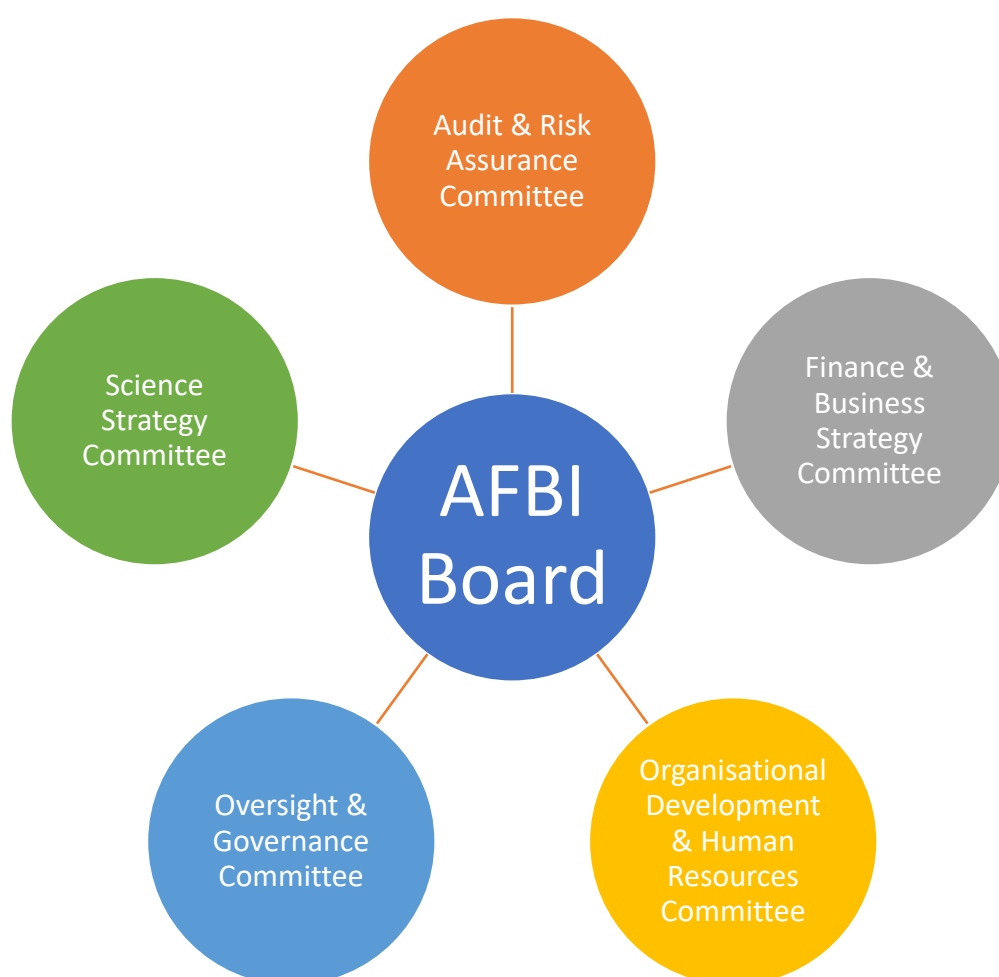 Audit & Risk
Assurance
Committee
Science
Strategy
Committee
Finance &
Business
Strategy
Committee
AFBI
Board
Oversight &
Governance
Committee
Organisational
Development
& Human
Resources
Committee